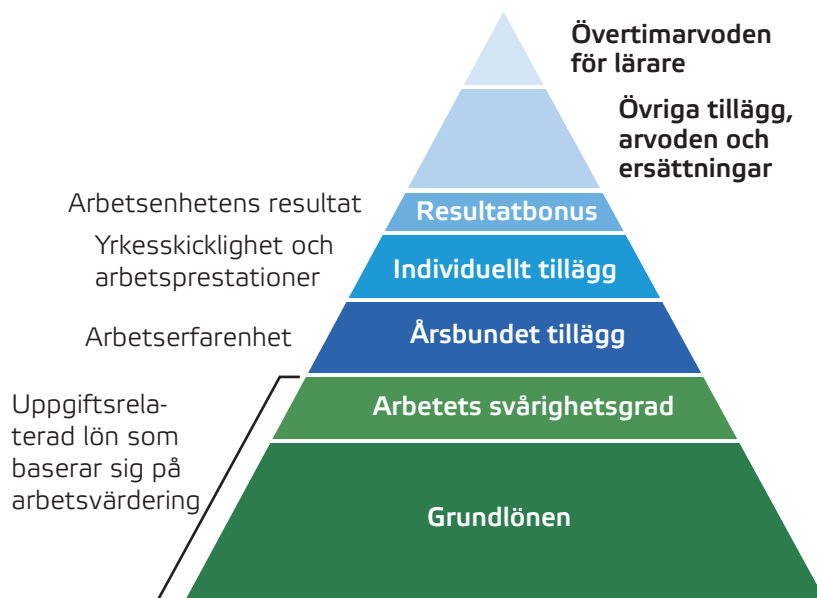 Övertimarvoden
för lärare
Övriga tillägg,
arvoden och
ersättningar
Arbetsenhetens resultat
Resultatbonus
Yrkesskicklighet och
arbetsprestationer
Individuellt tillägg
Arbetserfarenhet
Årsbundet tillägg
Uppgiftsrela-
terad lön som
baserar sig på
arbetsvärdering
Arbetets svårighetsgrad
Grundlönen